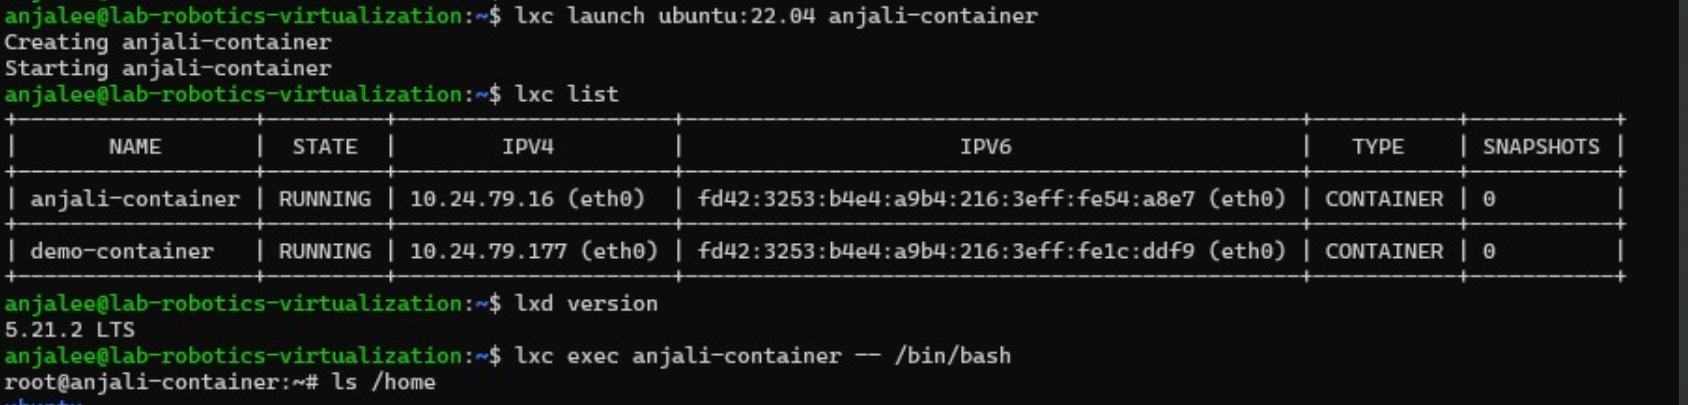 anjalee@lab-robotics-virtualization:~$ lxc launch ubuntu:22.04 anjali-container
Creating anjali-container
Starting anjali-container
anjalee@lab-robotics-virtualization:~$ lxc list
| NAME | STATE | IPV4 | IPV6 | TYPE | SNAPSHOTS |
| anjali-container | RUNNING | 10.24.79.16 (eth0) | fd42:3253:b4e4:a9b4:216:3eff:fe54:a8e7 (eth0) | CONTAINER | 0 |
| demo-container | RUNNING | 10.24.79.177 (eth0) | fd42:3253:b4e4:a9b4:216:3eff:fe1c:ddf9 (eth0) | CONTAINER | 0 |
anjalee@lab-robotics-virtualization:~$ lxd version
5.21.2 LTS
anjalee@lab-robotics-virtualization:~$ lxc exec anjali-container -- /bin/bash
root@anjali-container:~# ls /home